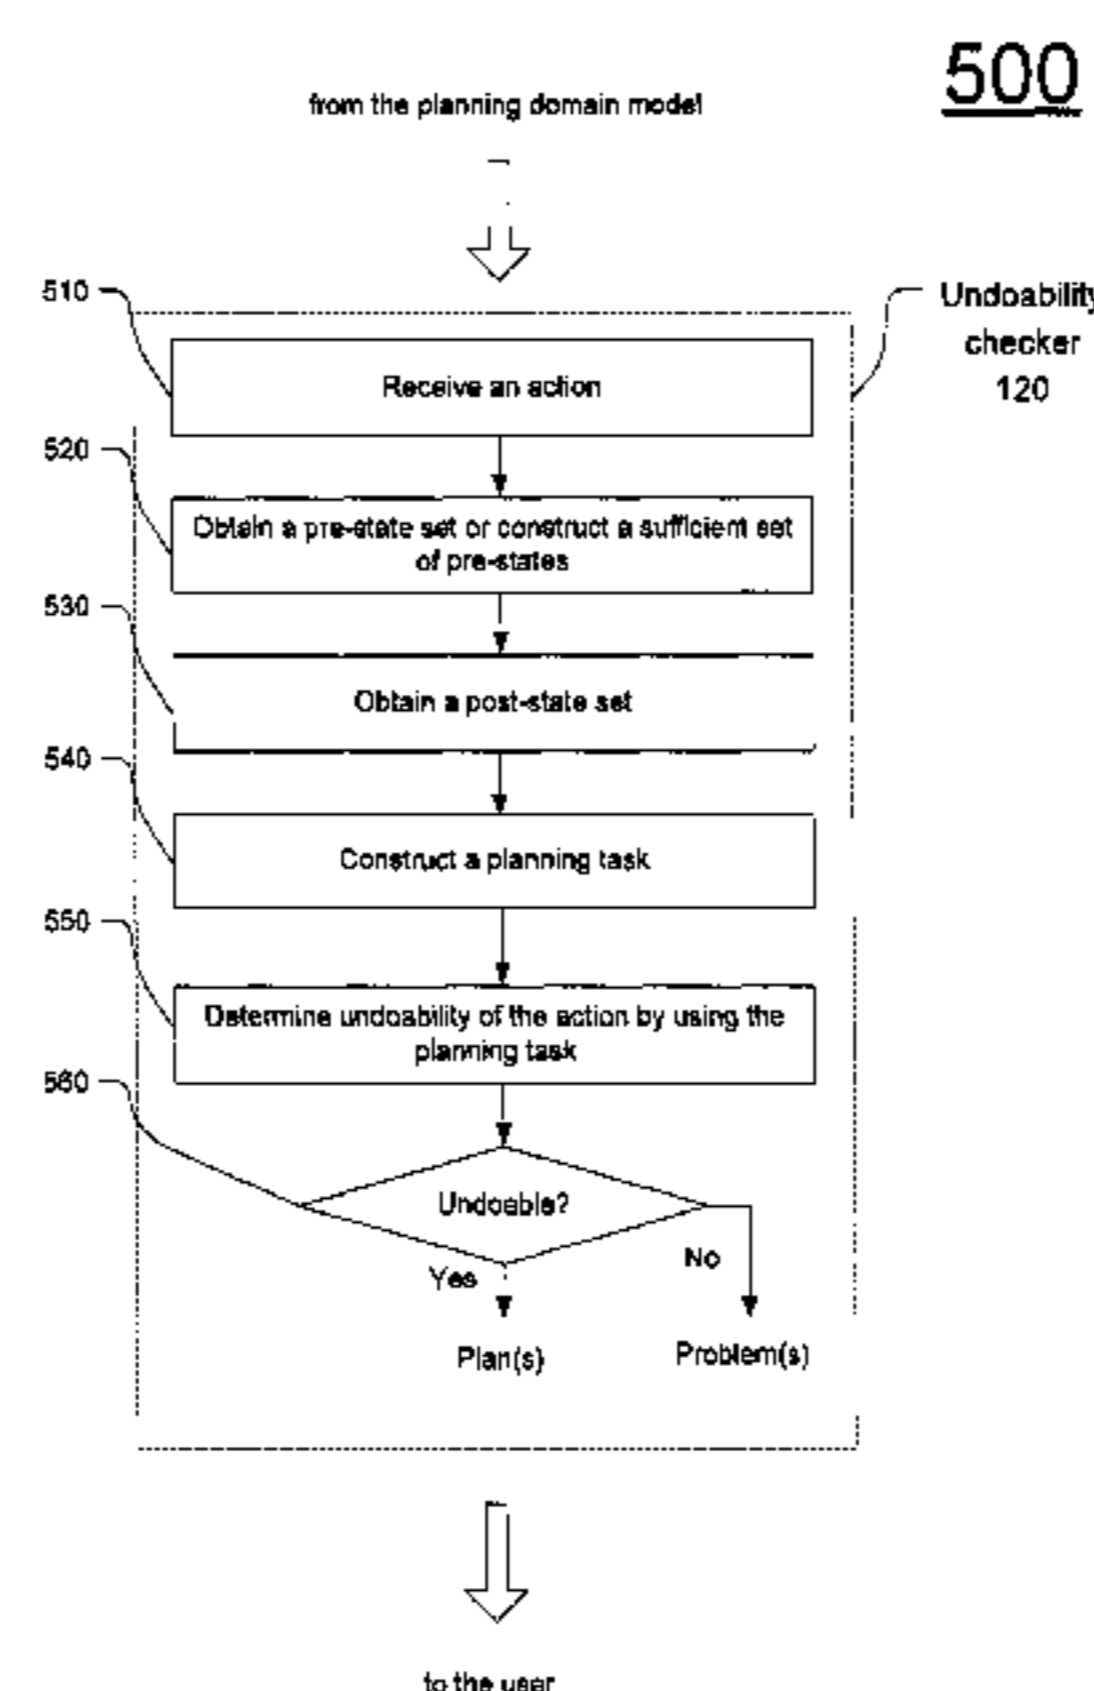 500
from the planning domain model
510
Undoability
checker
120
Receive an action
520
Obtain a pre-state set or construct a sufficient set
of pre-states
530
Obtain a post-state set
540
Construct a planning task
550
Determine undoability of the action by using the
planning task
560
Undoable?
Yes
No
Plan(s)
Problem(s)
to the user